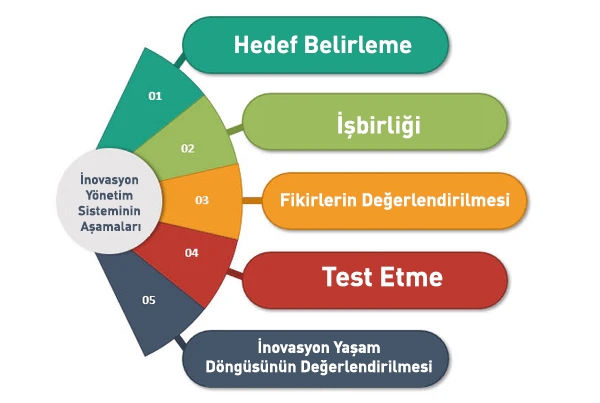 İnovasyon
Yönetim
Sisteminin
Aşamaları
01
Hedef Belirleme
02
İşbirliği
03
Fikirlerin Değerlendirilmesi
04
Test Etme
05
İnovasyon Yaşam
Döngüsünün Değerlendirilmesi